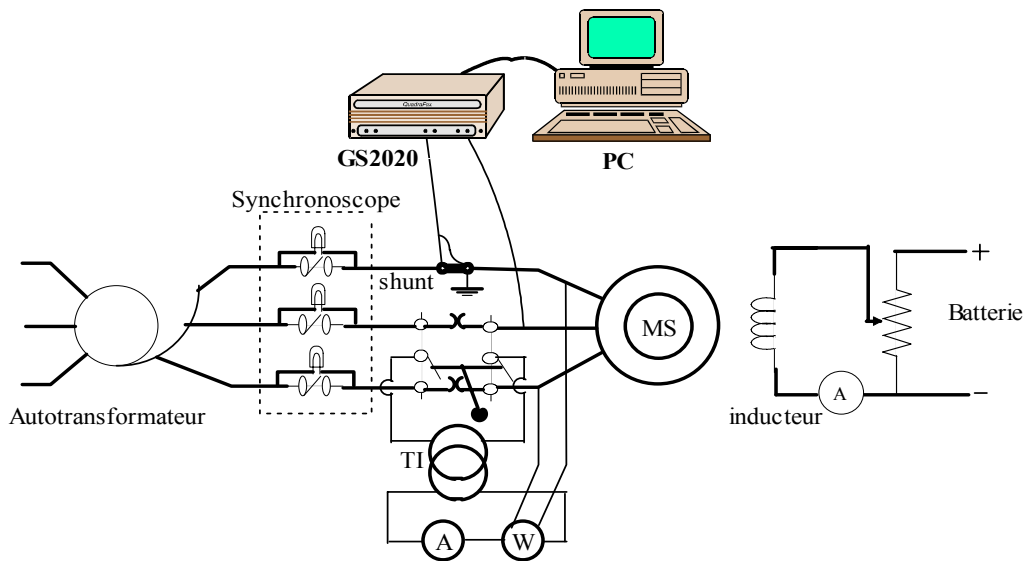 QuadraFox
GS2020
PC
Synchronoscope
shunt
MS
+
Batterie
Autotransformateur
A
−
inducteur
TI
A
W